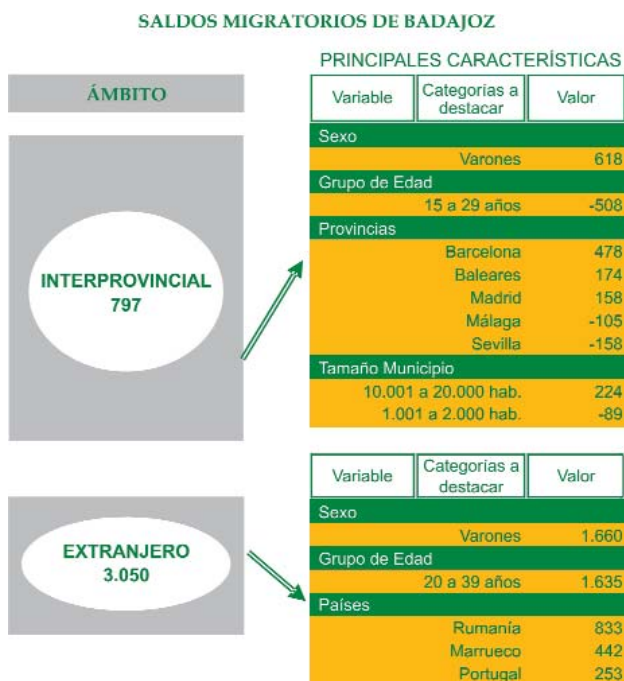 SALDOS MIGRATORIOS DE BADAJOZ
PRINCIPALES CARACTERÍSTICAS
ÁMBITO
Variable
Categorías a
destacar
Valor
Sexo
Varones 618
Grupo de Edad
15 a 29 años -508
Provincias
Barcelona 478
Baleares 174
Madrid 158
Málaga -105
Sevilla -158
Tamaño Municipio
10.001 a 20.000 hab. 224
1.001 a 2.000 hab. -89
INTERPROVINCIAL
797
Variable
Categorías a
destacar
Valor
Sexo
Varones 1.660
Grupo de Edad
20 a 39 años 1.635
Países
Rumanía 833
Marrueco 442
Portugal 253
EXTRANJERO
3.050